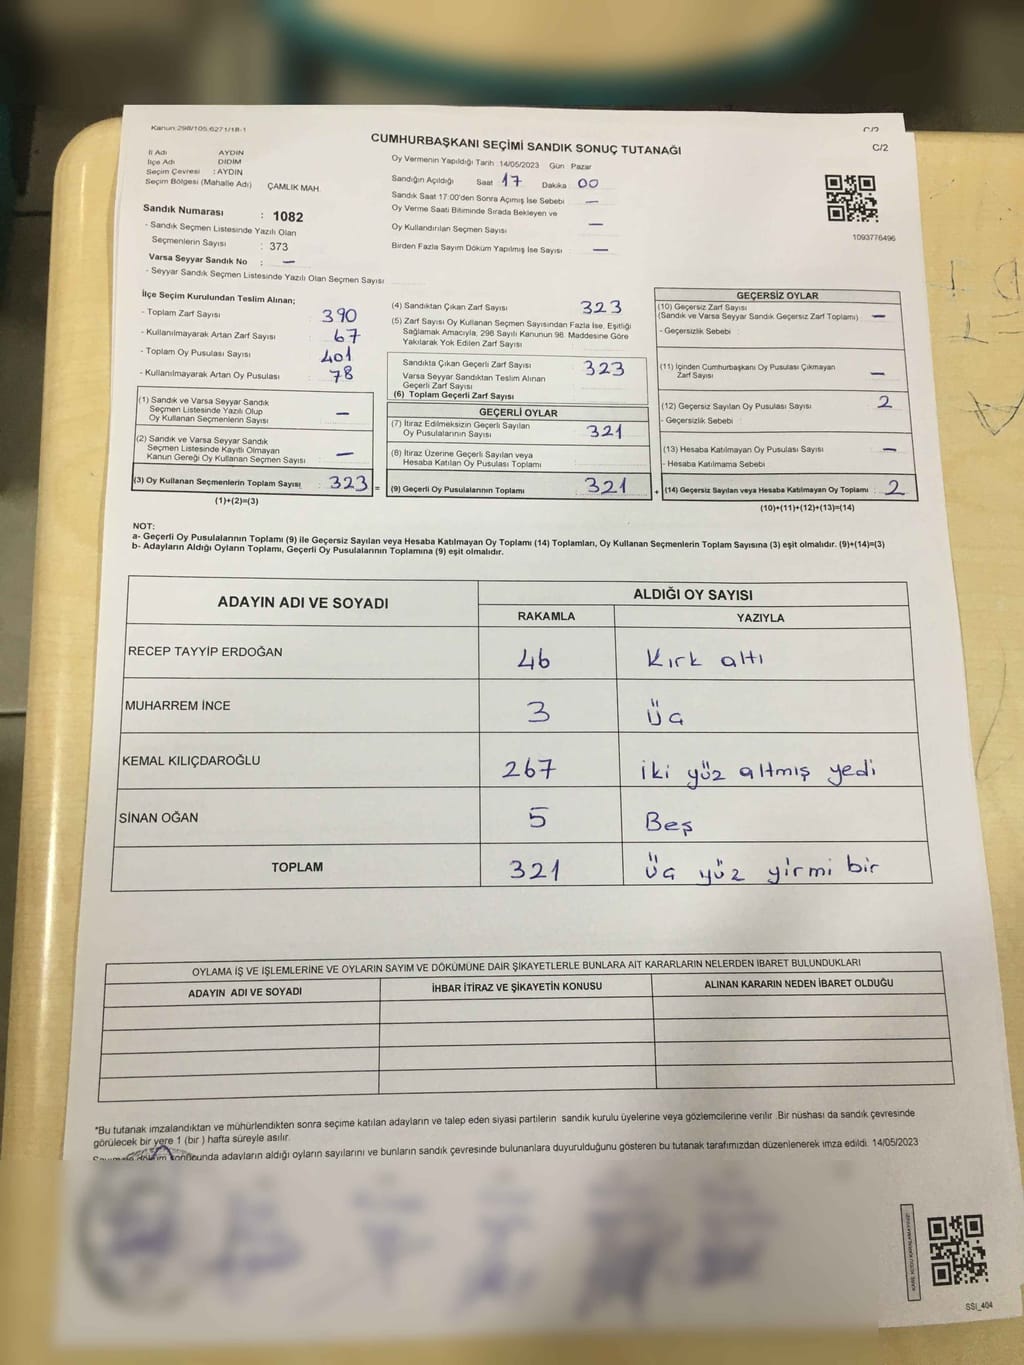 Kanun:298/105,6271/18-1
CUMHURBAŞKANI SEÇİMİ SANDIK SONUÇ TUTANAĞI
C/2
C/2
İl Adı AYDIN
İlçe Adı DİDİM
Seçim Çevresi : AYDIN
Seçim Bölgesi (Mahalle Adı) ÇAMLIK MAH.
Oy Vermenin Yapıldığı Tarih 14/05/2023 Gün Pazar
Sandığın Açıldığı Saat 17 Dakika 00
Sandık Saat 17:00'den Sonra Açımış İse Sebebi —
Oy Verme Saati Bitiminde Sırada Bekleyen ve
Oy Kullandırılan Seçmen Sayısı —
Birden Fazla Sayım Döküm Yapılmış İse Sayısı : —
1093776496
Sandık Numarası : 1082
- Sandık Seçmen Listesinde Yazılı Olan
Seçmenlerin Sayısı : 373
Varsa Seyyar Sandık No : —
- Seyyar Sandık Seçmen Listesinde Yazılı Olan Seçmen Sayısı
İlçe Seçim Kurulundan Teslim Alınan;
- Toplam Zarf Sayısı : 390
- Kullanılmayarak Artan Zarf Sayısı : 67
- Toplam Oy Pusulası Sayısı : 401
- Kullanılmayarak Artan Oy Pusulası : 78
(1) Sandık ve Varsa Seyyar Sandık
Seçmen Listesinde Yazılı Olup
Oy Kullanan Seçmenlerin Sayısı : —
(2) Sandık ve Varsa Seyyar Sandık
Seçmen Listesinde Kayıtlı Olmayan
Kanun Gereği Oy Kullanan Seçmen Sayısı : —
(3) Oy Kullanan Seçmenlerin Toplam Sayısı : 323 =
(1)+(2)=(3)
(4) Sandıktan Çıkan Zarf Sayısı : 323
(5) Zarf Sayısı Oy Kullanan Seçmen Sayısından Fazla İse, Eşitliği
Sağlamak Amacıyla, 298 Sayılı Kanunun 98. Maddesine Göre
Yakılarak Yok Edilen Zarf Sayısı
Sandıkta Çıkan Geçerli Zarf Sayısı : 323
Varsa Seyyar Sandıktan Teslim Alınan
Geçerli Zarf Sayısı
(6) Toplam Geçerli Zarf Sayısı
GEÇERLİ OYLAR
(7) İtiraz Edilmeksizin Geçerli Sayılan
Oy Pusulalarının Sayısı : 321
(8) İtiraz Üzerine Geçerli Sayılan veya
Hesaba Katılan Oy Pusulası Toplamı
(9) Geçerli Oy Pusulalarının Toplamı : 321 +
GEÇERSİZ OYLAR
(10) Geçersiz Zarf Sayısı
(Sandık ve Varsa Seyyar Sandık Geçersiz Zarf Toplamı) : —
- Geçersizlik Sebebi :
(11) İçinden Cumhurbaşkanı Oy Pusulası Çıkmayan
Zarf Sayısı : —
(12) Geçersiz Sayılan Oy Pusulası Sayısı : 2
- Geçersizlik Sebebi :
(13) Hesaba Katılmayan Oy Pusulası Sayısı : —
- Hesaba Katılmama Sebebi
(14) Geçersiz Sayılan veya Hesaba Katılmayan Oy Toplamı : 2
(10)+(11)+(12)+(13)=(14)
NOT:
a- Geçerli Oy Pusulalarının Toplamı (9) ile Geçersiz Sayılan veya Hesaba Katılmayan Oy Toplamı (14) Toplamları, Oy Kullanan Seçmenlerin Toplam Sayısına (3) eşit olmalıdır. (9)+(14)=(3)
b- Adayların Aldığı Oyların Toplamı, Geçerli Oy Pusulalarının Toplamına (9) eşit olmalıdır.
ADAYIN ADI VE SOYADI ALDIĞI OY SAYISI
RAKAMLA YAZIYLA
RECEP TAYYİP ERDOĞAN 46 Kırk altı
MUHARREM İNCE 3 Üç
KEMAL KILIÇDAROĞLU 267 iki yüz altmış yedi
SİNAN OĞAN 5 Beş
TOPLAM 321 Üç yüz yirmi bir
OYLAMA İŞ VE İŞLEMLERİNE VE OYLARIN SAYIM VE DÖKÜMÜNE DAİR ŞİKAYETLERLE BUNLARA AİT KARARLARIN NELERDEN İBARET BULUNDUKLARI
ADAYIN ADI VE SOYADI İHBAR İTİRAZ VE ŞİKAYETİN KONUSU ALINAN KARARIN NEDEN İBARET OLDUĞU
*Bu tutanak imzalandıktan ve mühürlendikten sonra seçime katılan adayların ve talep eden siyasi partilerin sandık kurulu üyelerine veya gözlemcilerine verilir .Bir nüshası da sandık çevresinde
görülecek bir yere 1 (bir ) hafta süreyle asılır.
adayların aldığı oyların sayılarını ve bunların sandık çevresinde bulunanlara duyurulduğunu gösteren bu tutanak tarafımızdan düzenlenerek imza edildi. 14/05/2023
KARE KODU KARALAMAYINIZ!
SSİ_404